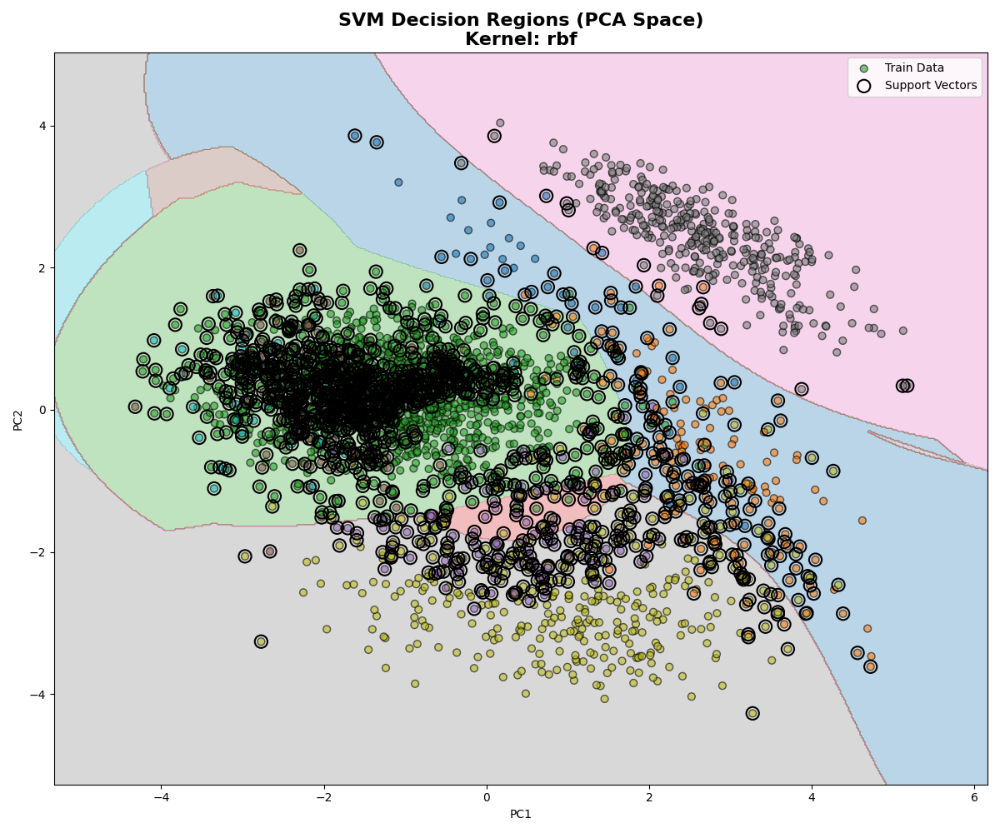 SVM Decision Regions (PCA Space)
Kernel: rbf
Train Data
Support Vectors
4
2
0
−2
−4
PC2
−4
−2
0
2
4
6
PC1